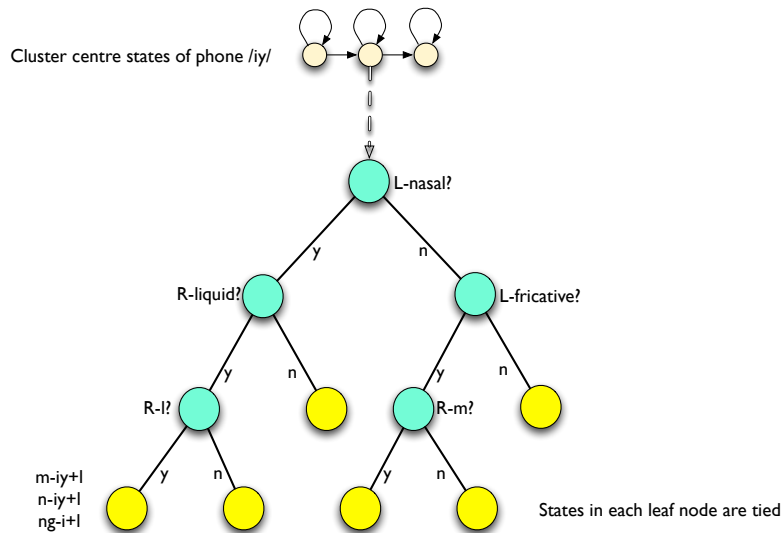 Cluster centre states of phone /iy/
L-nasal?
y
n
R-liquid?
L-fricative?
y
n
y
n
R-l?
R-m?
y
n
y
n
m-iy+l
n-iy+l
ng-i+l
States in each leaf node are tied